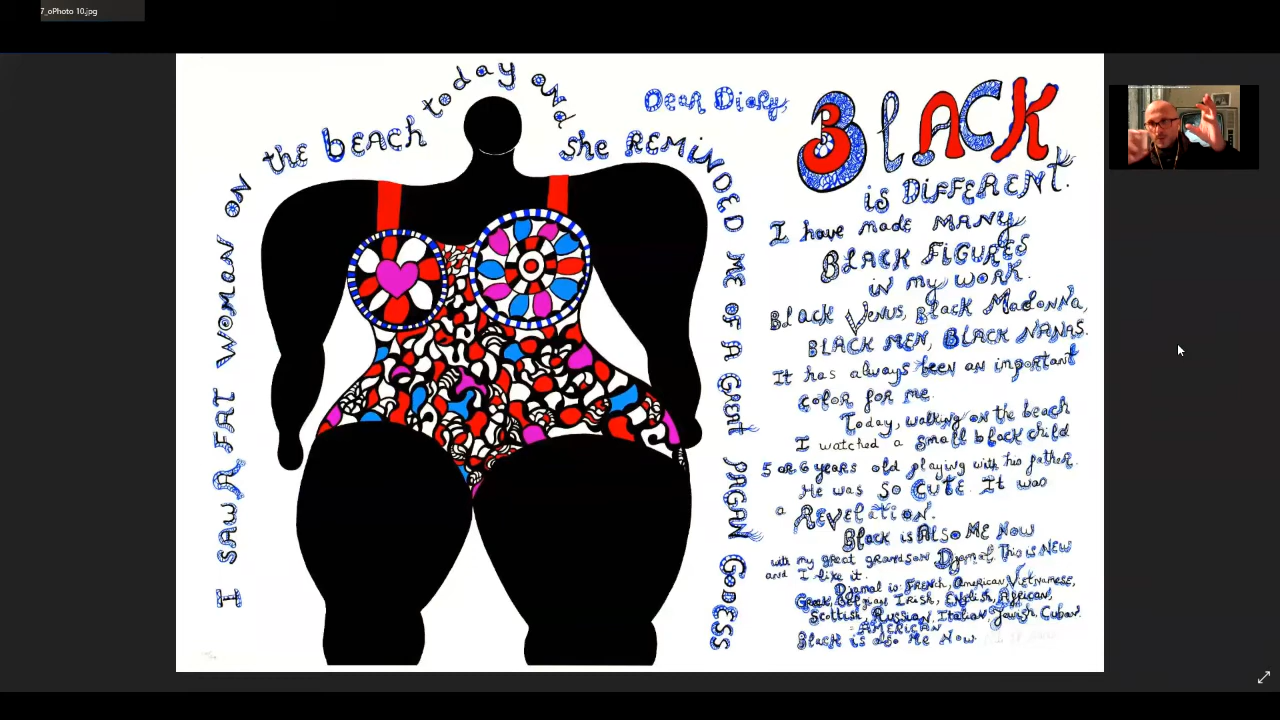 7_oPhoto 10.jpg
I SAW A FAT WOMAN ON the BEACH today and she REMINDED ME OF A GREAT PAGAN GODESS
Dear Diary,
BLACK
is DIFFERENT.
I have made MANY
BLACK FIGURES
in my WORK.
BLACK VENUS, BLACK MADONNA,
BLACK MEN, BLACK NANAS.
It has always been an important
color for me.
Today, walking on the beach
I watched a small black child
5 or 6 years old playing with his father.
He was SO CUTE. It was
a REVELATION.
Black is ALSO ME NOW
with my great grandson Djamal. This is NEW
and I like it.
Djamal is FRENCH, American Vietnamese,
Greek, Belgian Irish, English, African,
Scottish, Russian, Italian, Jewish, Cuban
AMERICAN
Black is also Me Now